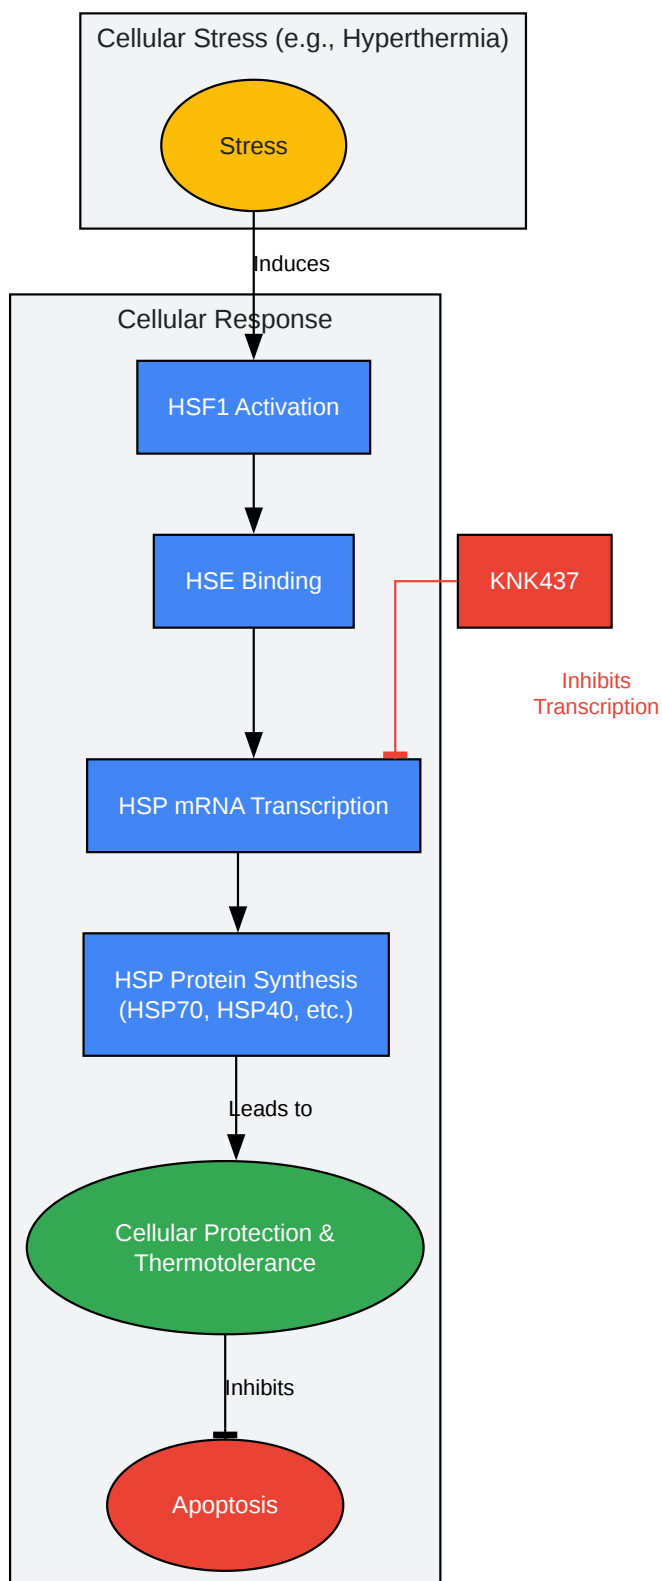 Cellular Stress (e.g., Hyperthermia)
Stress
Induces
Cellular Response
HSF1 Activation
HSE Binding
KNK437
Inhibits
Transcription
HSP mRNA Transcription
HSP Protein Synthesis
(HSP70, HSP40, etc.)
Leads to
Cellular Protection &
Thermotolerance
Inhibits
Apoptosis